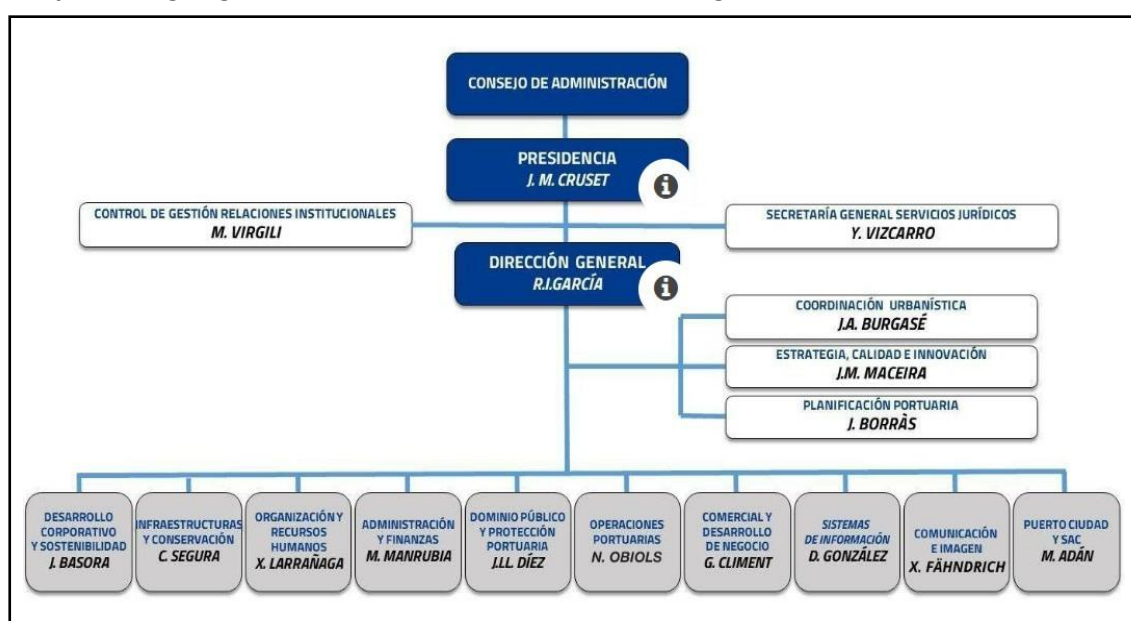 CONSEJO DE ADMINISTRACIÓN
PRESIDENCIA
J. M. CRUSET
CONTROL DE GESTIÓN RELACIONES INSTITUCIONALES
M. VIRGILI
SECRETARÍA GENERAL SERVICIOS JURÍDICOS
Y. VIZCARRO
DIRECCIÓN GENERAL
R.I.GARCÍA
COORDINACIÓN URBANÍSTICA
J.A. BURGASÉ
ESTRATEGIA, CALIDAD E INNOVACIÓN
J.M. MACEIRA
PLANIFICACIÓN PORTUARIA
J. BORRÀS
DESARROLLO
CORPORATIVO
Y SOSTENIBILIDAD
J. BASORA
INFRAESTRUCTURAS
Y CONSERVACIÓN
C. SEGURA
ORGANIZACIÓN Y
RECURSOS
HUMANOS
X. LARRAÑAGA
ADMINISTRACIÓN
Y FINANZAS
M. MANRUBIA
DOMINIO PÚBLICO
Y PROTECCIÓN
PORTUARIA
J.LL. DÍEZ
OPERACIONES
PORTUARIAS
N. OBIOLS
COMERCIAL Y
DESARROLLO
DE NEGOCIO
G. CLIMENT
SISTEMAS
DE INFORMACIÓN
D. GONZÁLEZ
COMUNICACIÓN
E IMAGEN
X. FÄHNDRICH
PUERTO CIUDAD
Y SAC
M. ADÁN